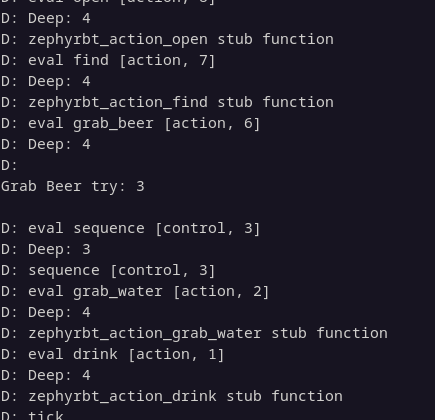 D: eval open [action, 8]
D: Deep: 4
D: zephyrbt_action_open stub function
D: eval find [action, 7]
D: Deep: 4
D: zephyrbt_action_find stub function
D: eval grab_beer [action, 6]
D: Deep: 4
D:
Grab Beer try: 3
D: eval sequence [control, 3]
D: Deep: 3
D: sequence [control, 3]
D: eval grab_water [action, 2]
D: Deep: 4
D: zephyrbt_action_grab_water stub function
D: eval drink [action, 1]
D: Deep: 4
D: zephyrbt_action_drink stub function
D: tick